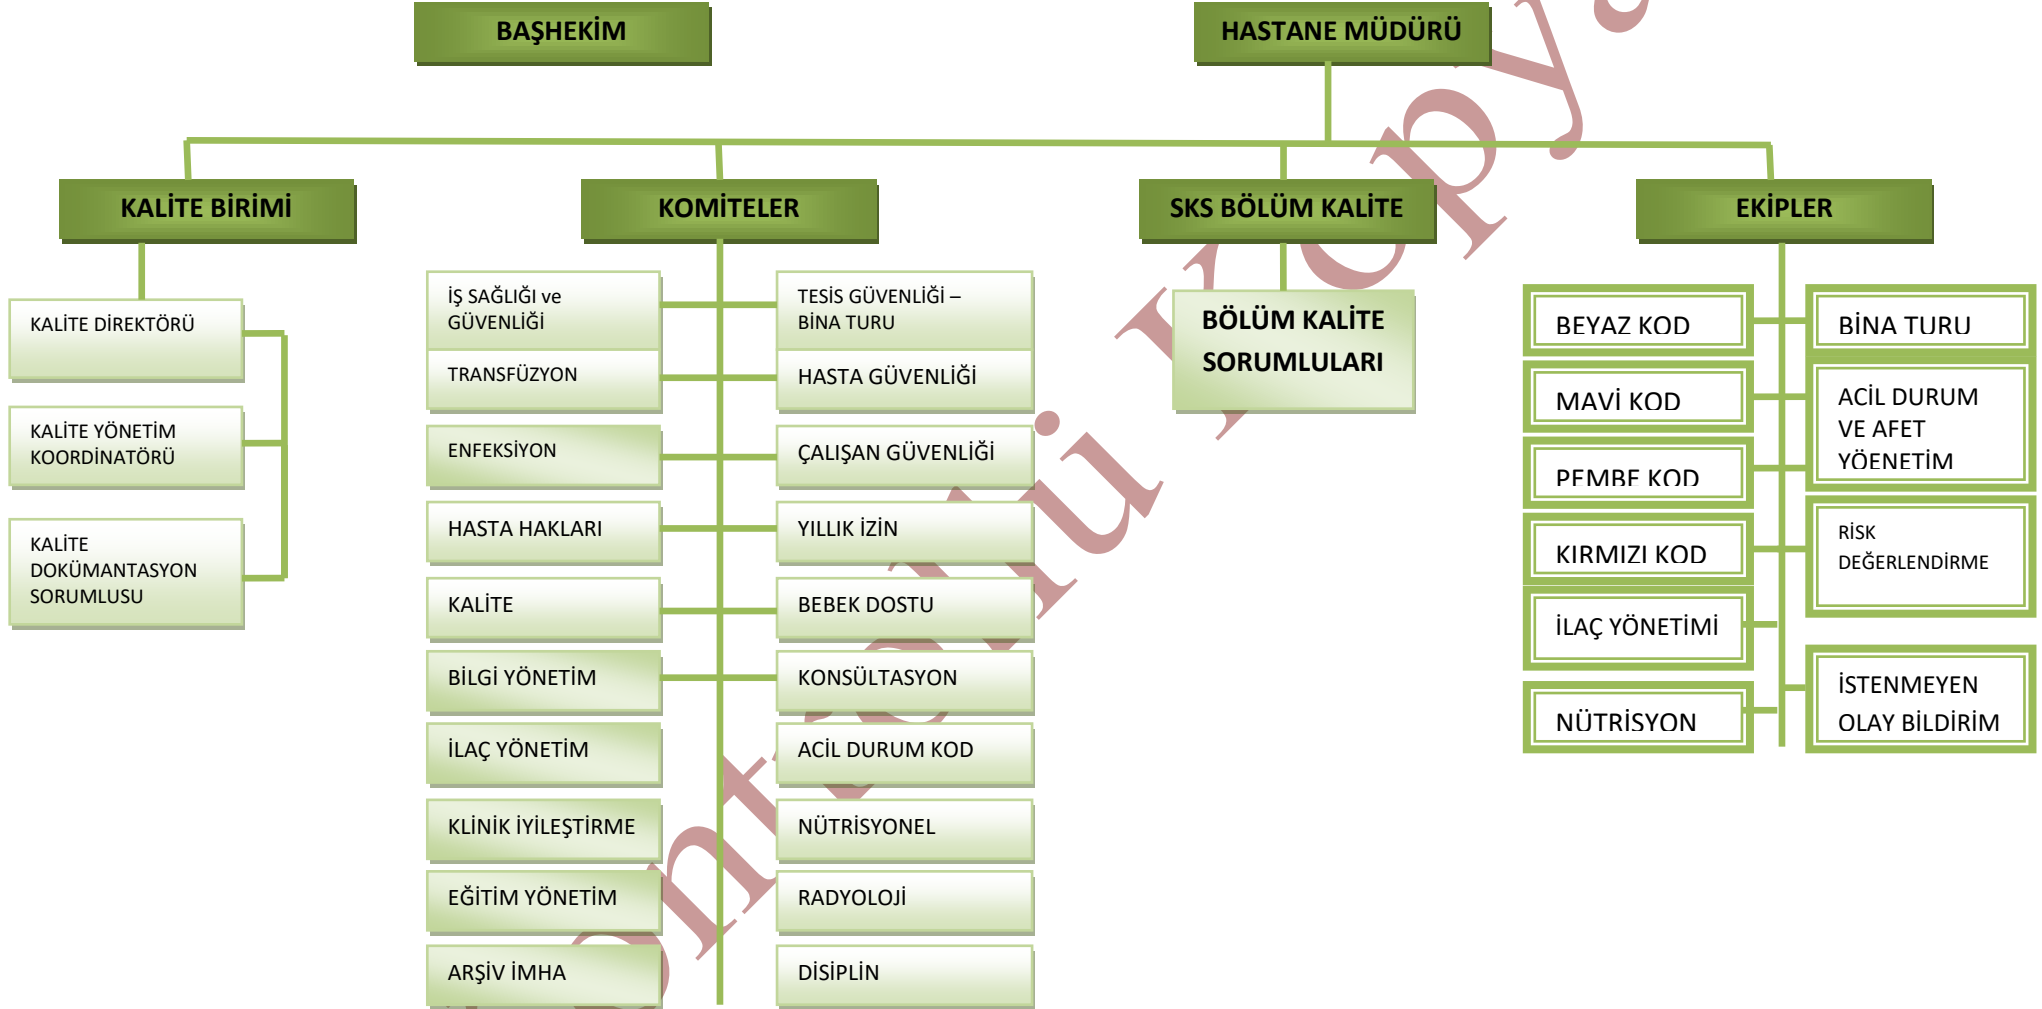 BAŞHEKİM
HASTANE MÜDÜRÜ
KALİTE BİRİMİ
KOMİTELER
SKS BÖLÜM KALİTE
EKİPLER
KALİTE DİREKTÖRÜ
KALİTE YÖNETİM
KOORDİNATÖRÜ
KALİTE
DOKÜMANTASYON
SORUMLUSU
İŞ SAĞLIĞI ve
GÜVENLİĞİ
TRANSFÜZYON
ENFEKSİYON
HASTA HAKLARI
KALİTE
BİLGİ YÖNETİM
İLAÇ YÖNETİM
KLİNİK İYİLEŞTİRME
EĞİTİM YÖNETİM
ARŞİV İMHA
TESİS GÜVENLİĞİ –
BİNA TURU
HASTA GÜVENLİĞİ
ÇALIŞAN GÜVENLİĞİ
YILLIK İZİN
BEBEK DOSTU
KONSÜLTASYON
ACİL DURUM KOD
NÜTRİSYONEL
RADYOLOJİ
DİSİPLİN
BÖLÜM KALİTE
SORUMLULARI
BEYAZ KOD
MAVİ KOD
PEMBE KOD
KIRMIZI KOD
İLAÇ YÖNETİMİ
NÜTRİSYON
BİNA TURU
ACİL DURUM
VE AFET
YÖENETİM
RİSK
DEĞERLENDİRME
İSTENMEYEN
OLAY BİLDİRİM